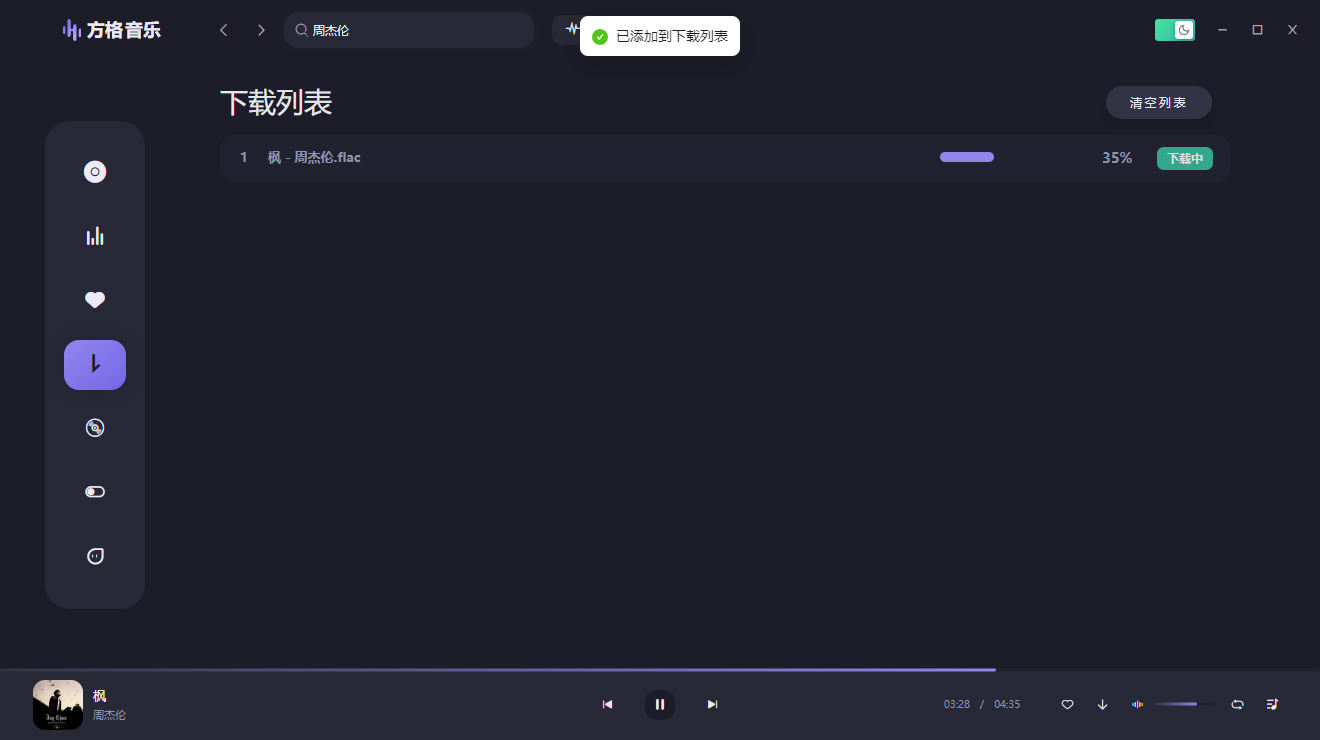 方格音乐
周杰伦
已添加到下载列表
下载列表
清空列表
1 枫 - 周杰伦.flac 35% 下载中
枫
周杰伦
03:28 / 04:35